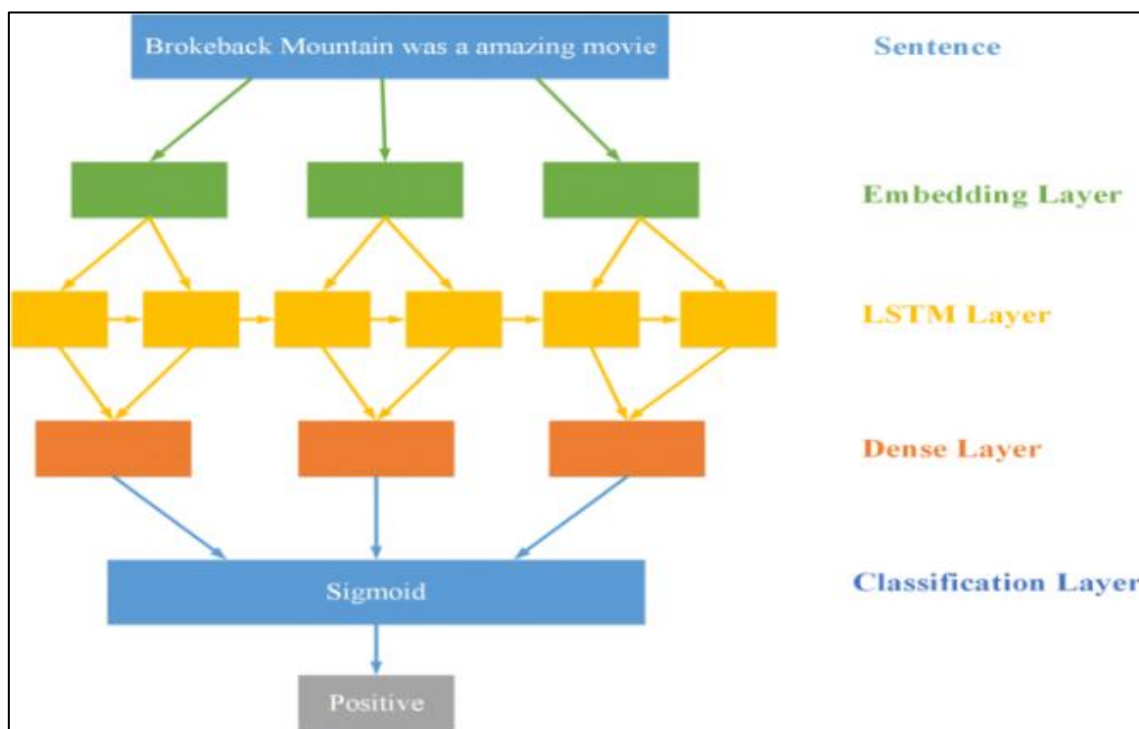 Brokeback Mountain was a amazing movie
Sentence
Embedding Layer
LSTM Layer
Dense Layer
Sigmoid
Classification Layer
Positive